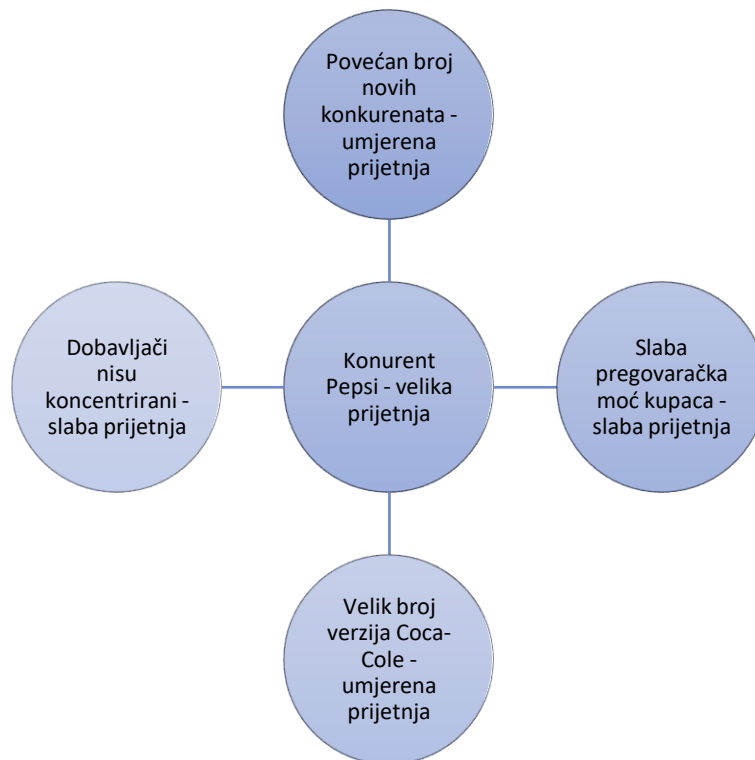 Povećan broj
novih
konkurenata -
umjerena
prijetnja
Dobavljači
nisu
koncentrirani -
slaba prijetnja
Konurent
Pepsi - velika
prijetnja
Slaba
pregovaračka
moć kupaca -
slaba prijetnja
Velik broj
verzija Coca-
Cole -
umjerena
prijetnja